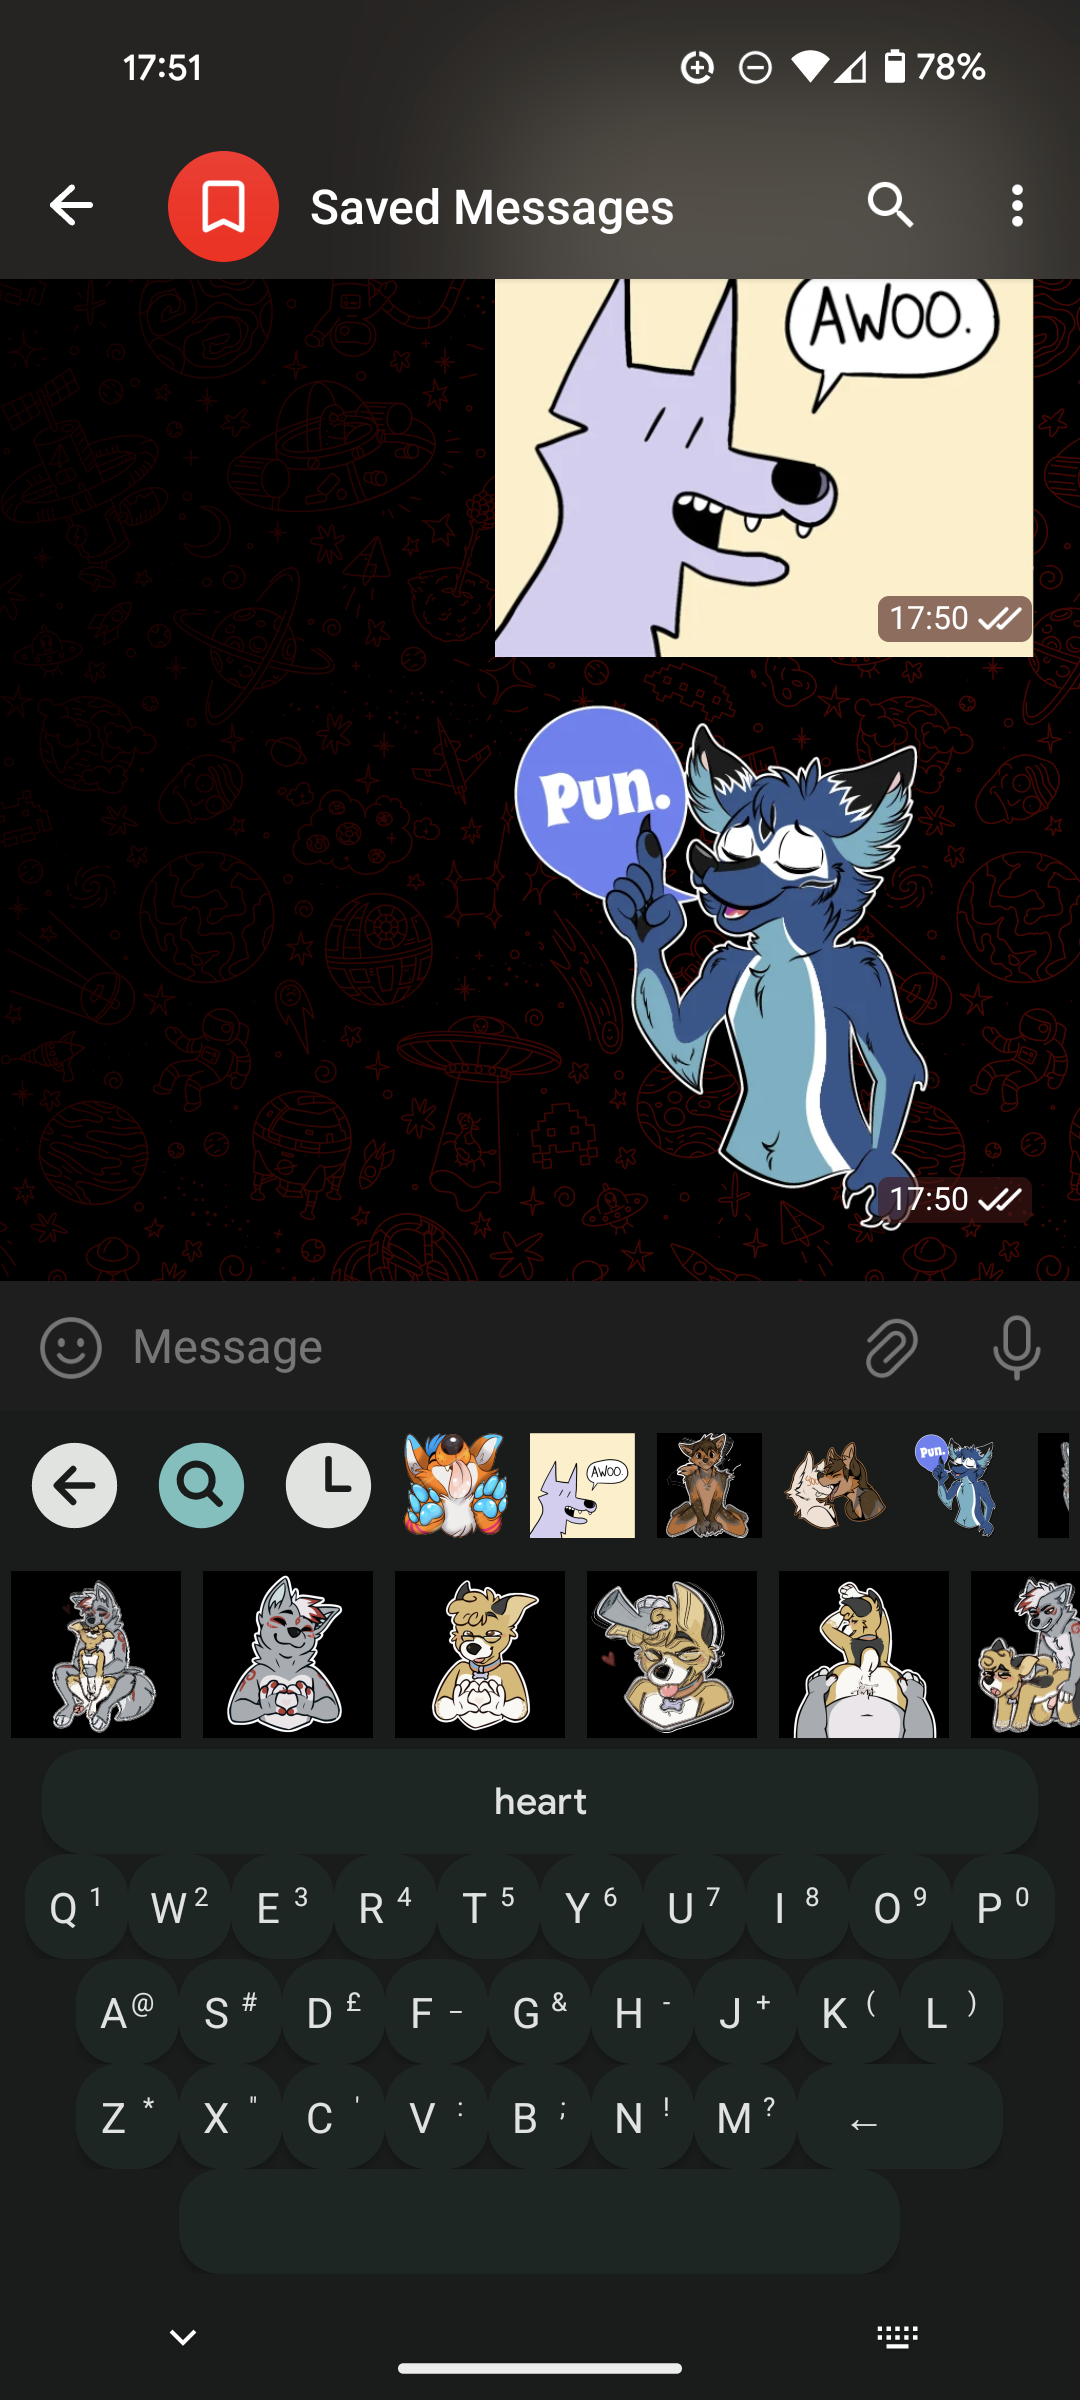 17:51
78%
Saved Messages
AWOO.
17:50
Pun.
17:50
Message
AWOO.
Pun.
heart
Q 1 W 2 E 3 R 4 T 5 Y 6 U 7 I 8 O 9 P 0
A @ S # D £ F _ G & H - J + K ( L )
Z * X " C ' V : B ; N ! M ? ←